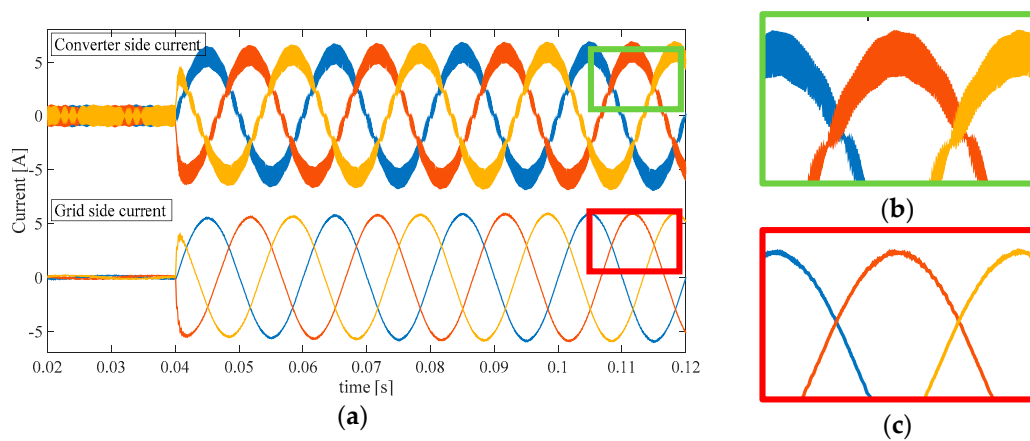 Converter side current
5
0
-5
Current [A]
Grid side current
5
0
-5
0.02 0.03 0.04 0.05 0.06 0.07 0.08 0.09 0.1 0.11 0.12
time [s]
(a)
(b)
(c)